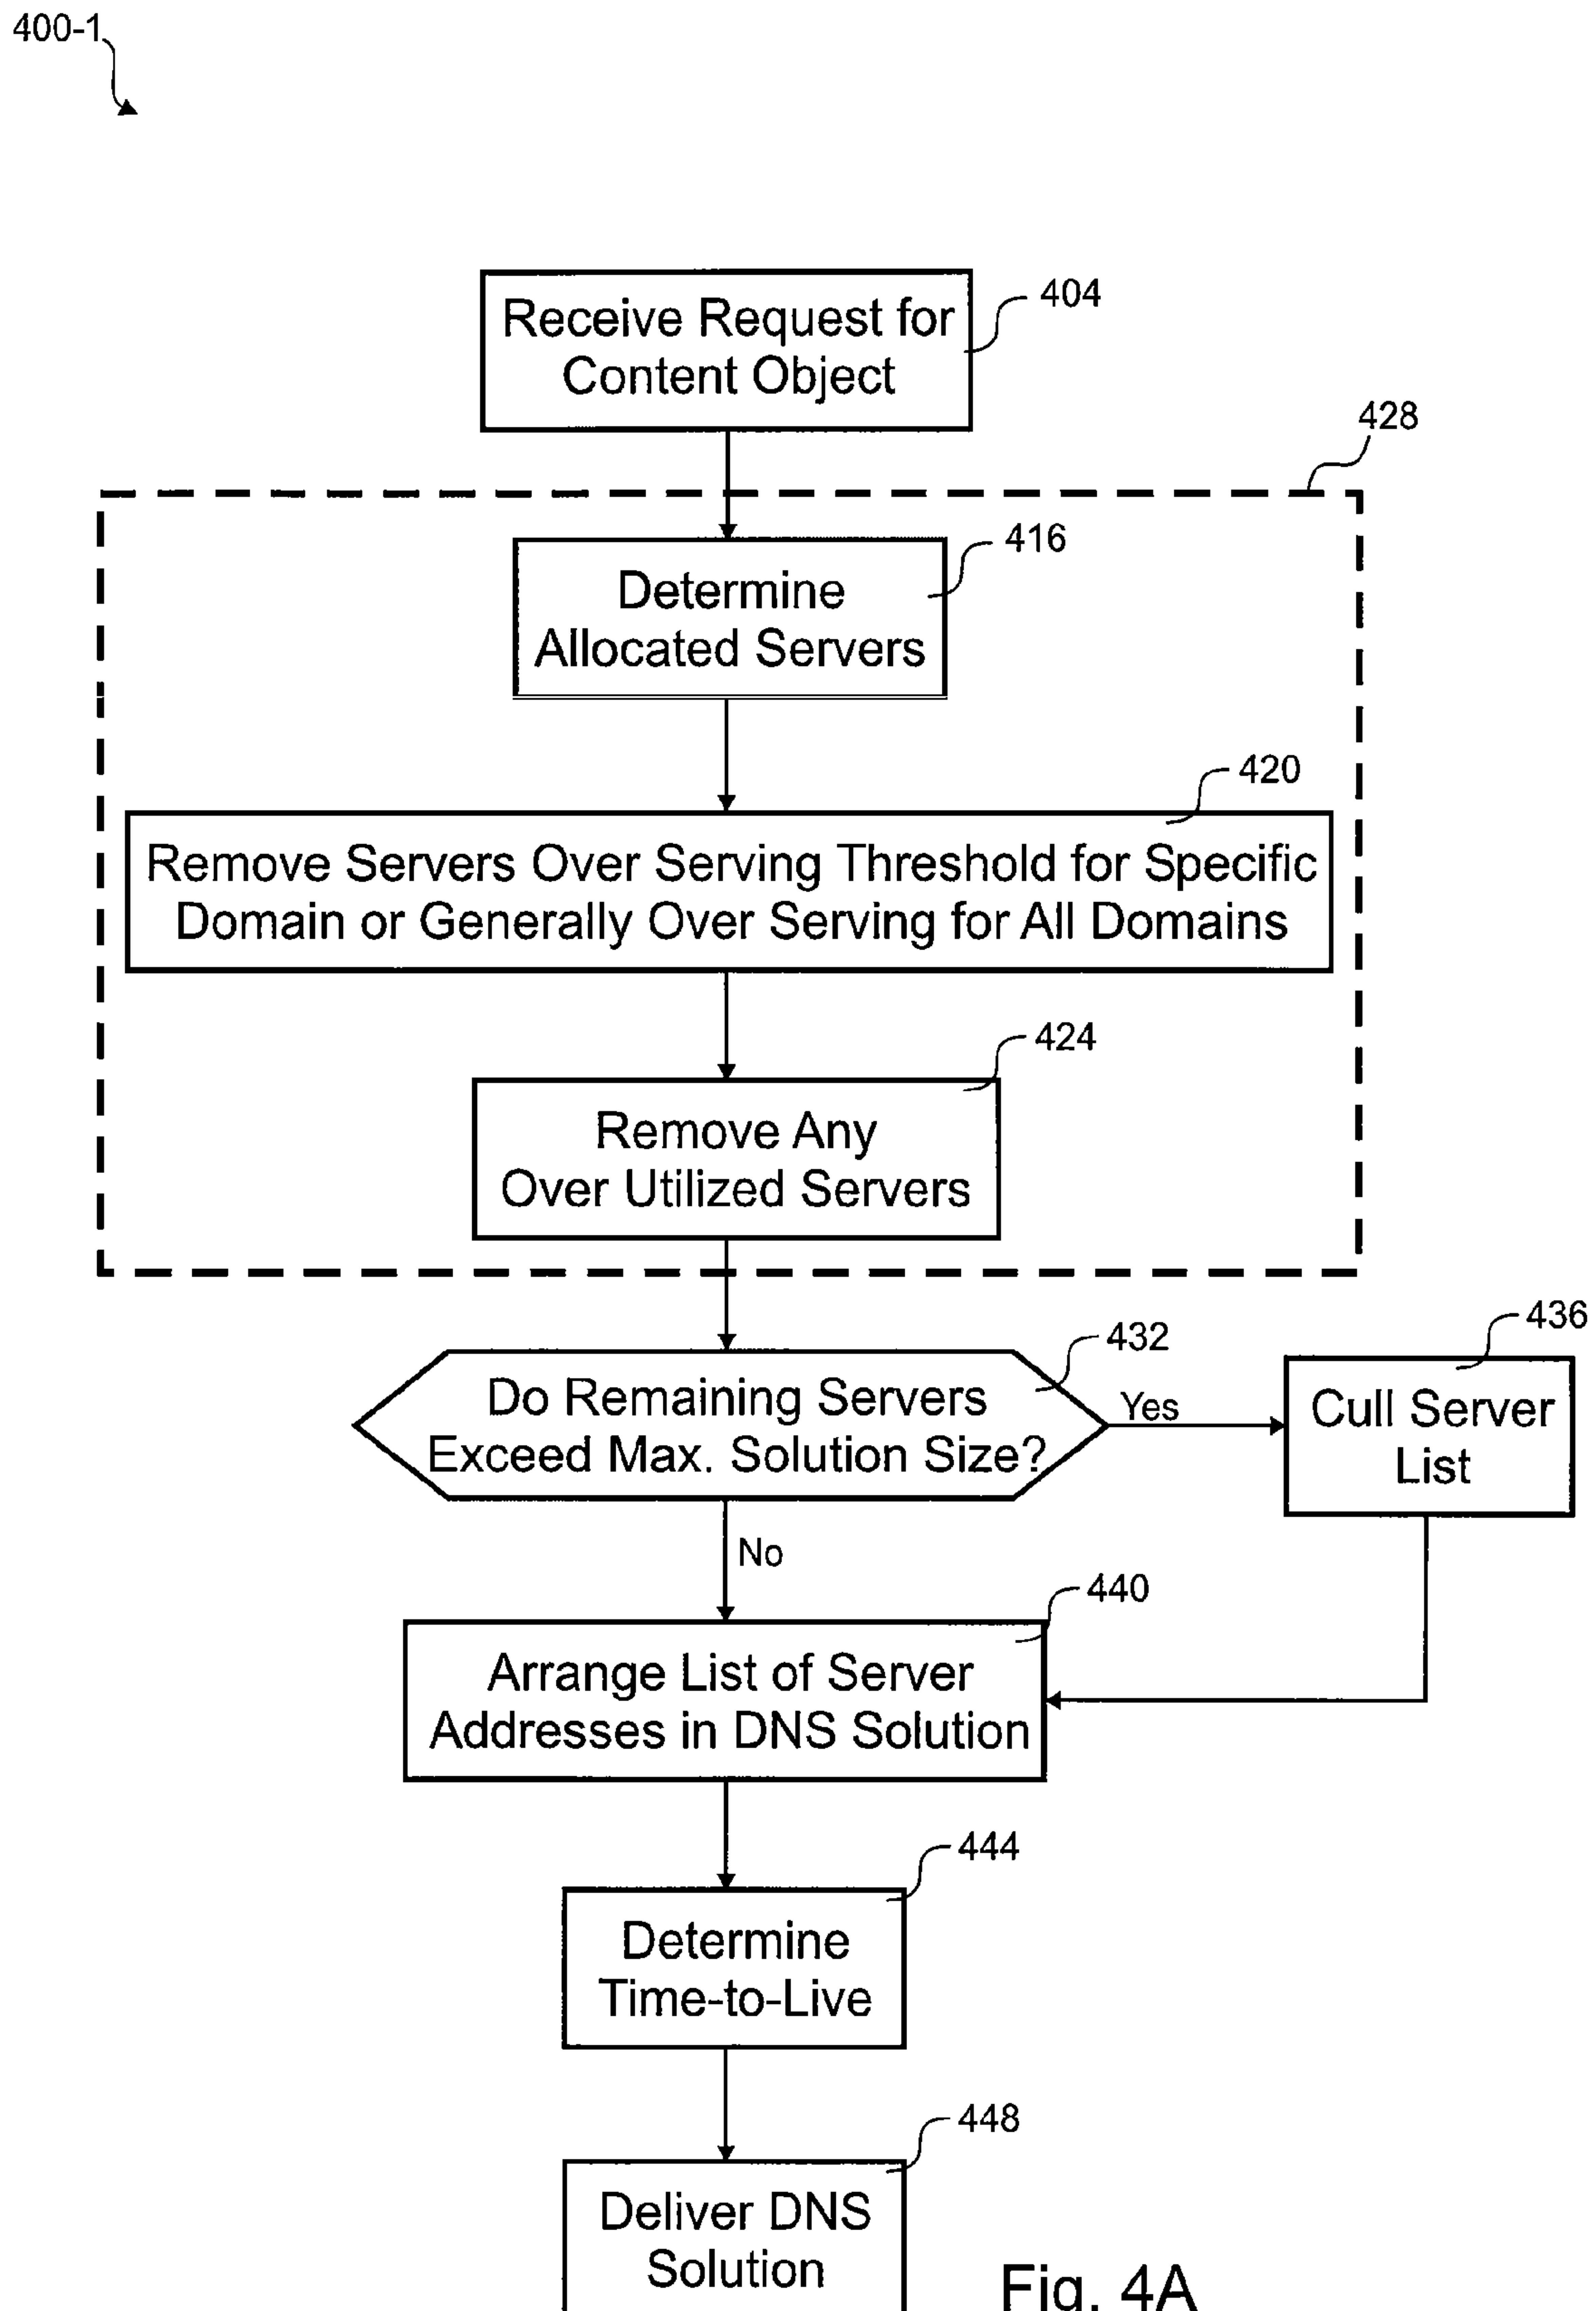 400-1
Receive Request for
Content Object
404
428
Determine
Allocated Servers
416
420
Remove Servers Over Serving Threshold for Specific
Domain or Generally Over Serving for All Domains
424
Remove Any
Over Utilized Servers
432
Do Remaining Servers
Exceed Max. Solution Size?
Yes
436
Cull Server
List
No
440
Arrange List of Server
Addresses in DNS Solution
444
Determine
Time-to-Live
448
Deliver DNS
Solution
Fig. 4A